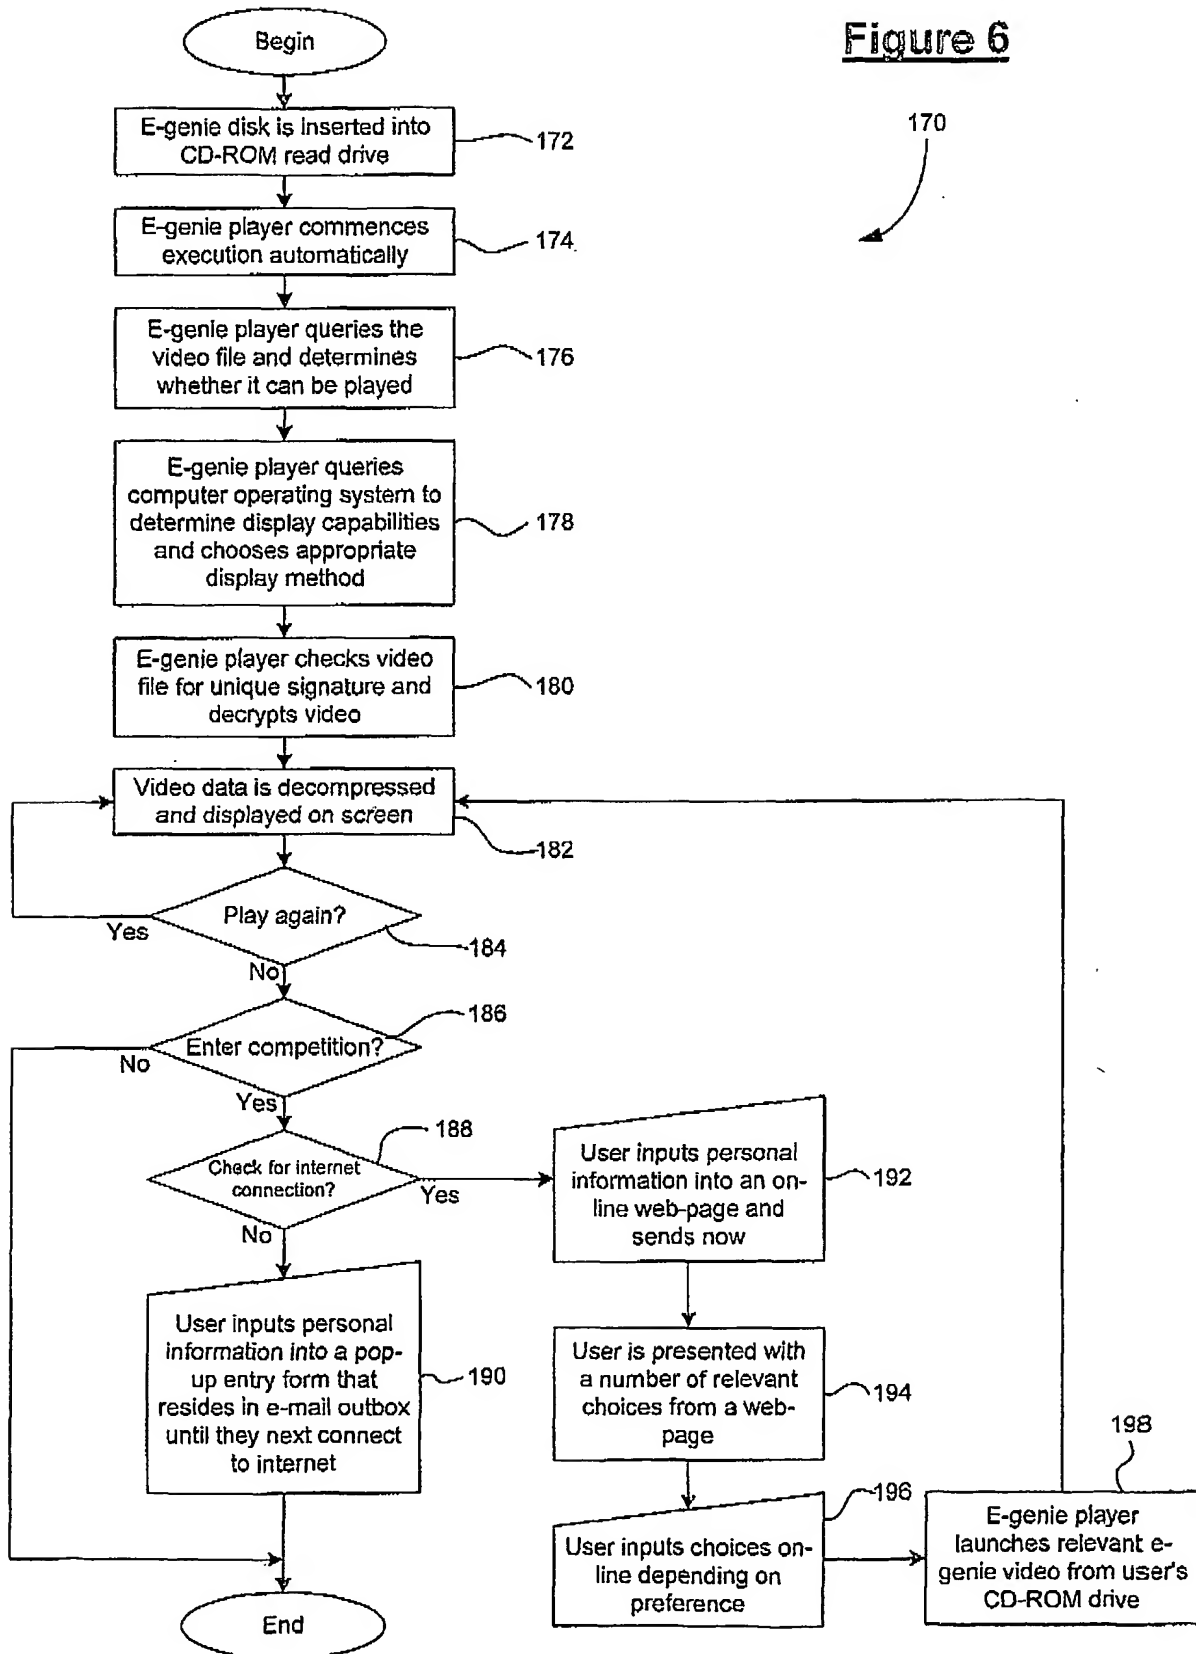 Figure 6
170
Begin
E-genie disk is inserted into
CD-ROM read drive
172
E-genie player commences
execution automatically
174
E-genie player queries the
video file and determines
whether it can be played
176
E-genie player queries
computer operating system to
determine display capabilities
and chooses appropriate
display method
178
E-genie player checks video
file for unique signature and
decrypts video
180
Video data is decompressed
and displayed on screen
182
Play again?
Yes
184
No
186
Enter competition?
No
Yes
188
Check for internet
connection?
Yes
No
User inputs personal
information into an on-
line web-page and
sends now
192
User inputs personal
information into a pop-
up entry form that
resides in e-mail outbox
until they next connect
to internet
190
User is presented with
a number of relevant
choices from a web-
page
194
User inputs choices on-
line depending on
preference
196
198
E-genie player
launches relevant e-
genie video from user's
CD-ROM drive
End